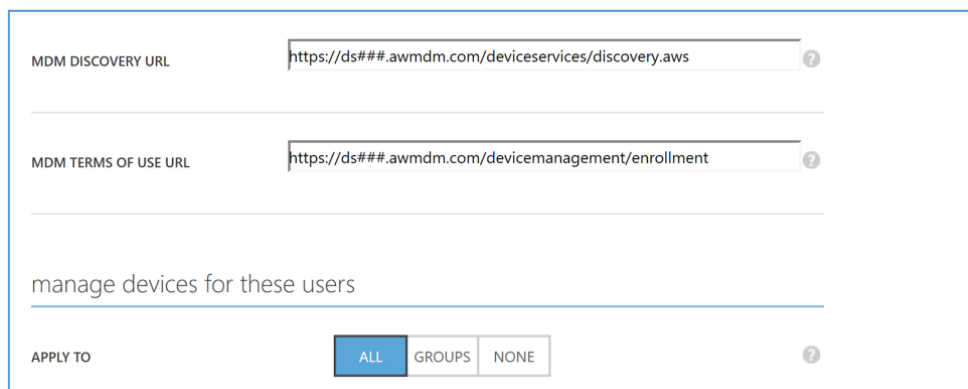 MDM DISCOVERY URL https://ds###.awmdm.com/deviceservices/discovery.aws ?
MDM TERMS OF USE URL https://ds###.awmdm.com/devicemanagement/enrollment ?
manage devices for these users
APPLY TO ALL GROUPS NONE ?